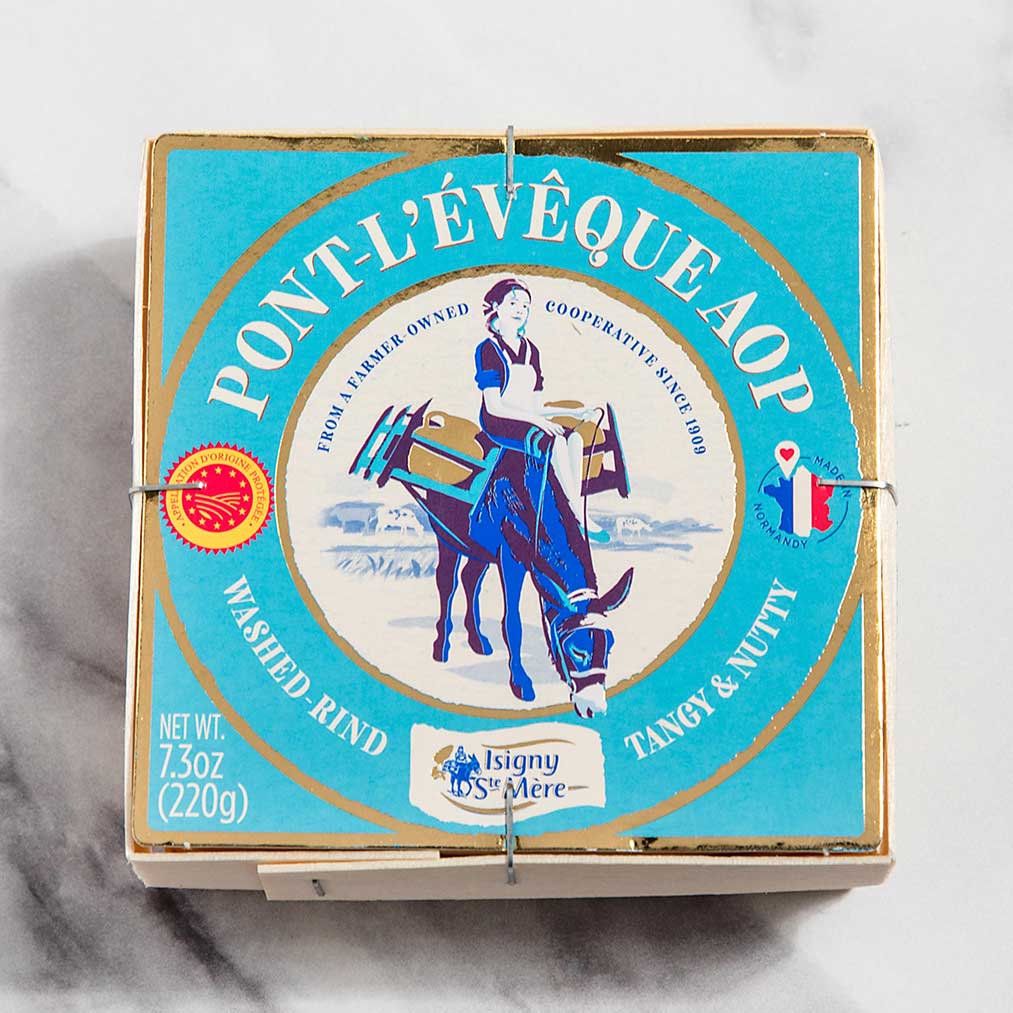 PONT-L'ÉVÊQUE AOP
FROM A FARMER-OWNED COOPERATIVE SINCE 1909
APPELLATION D'ORIGINE PROTÉGÉE
MADE IN
NORMANDY
WASHED-RIND
TANGY & NUTTY
NET WT.
7.3oz
(220g)
Isigny
Ste Mère